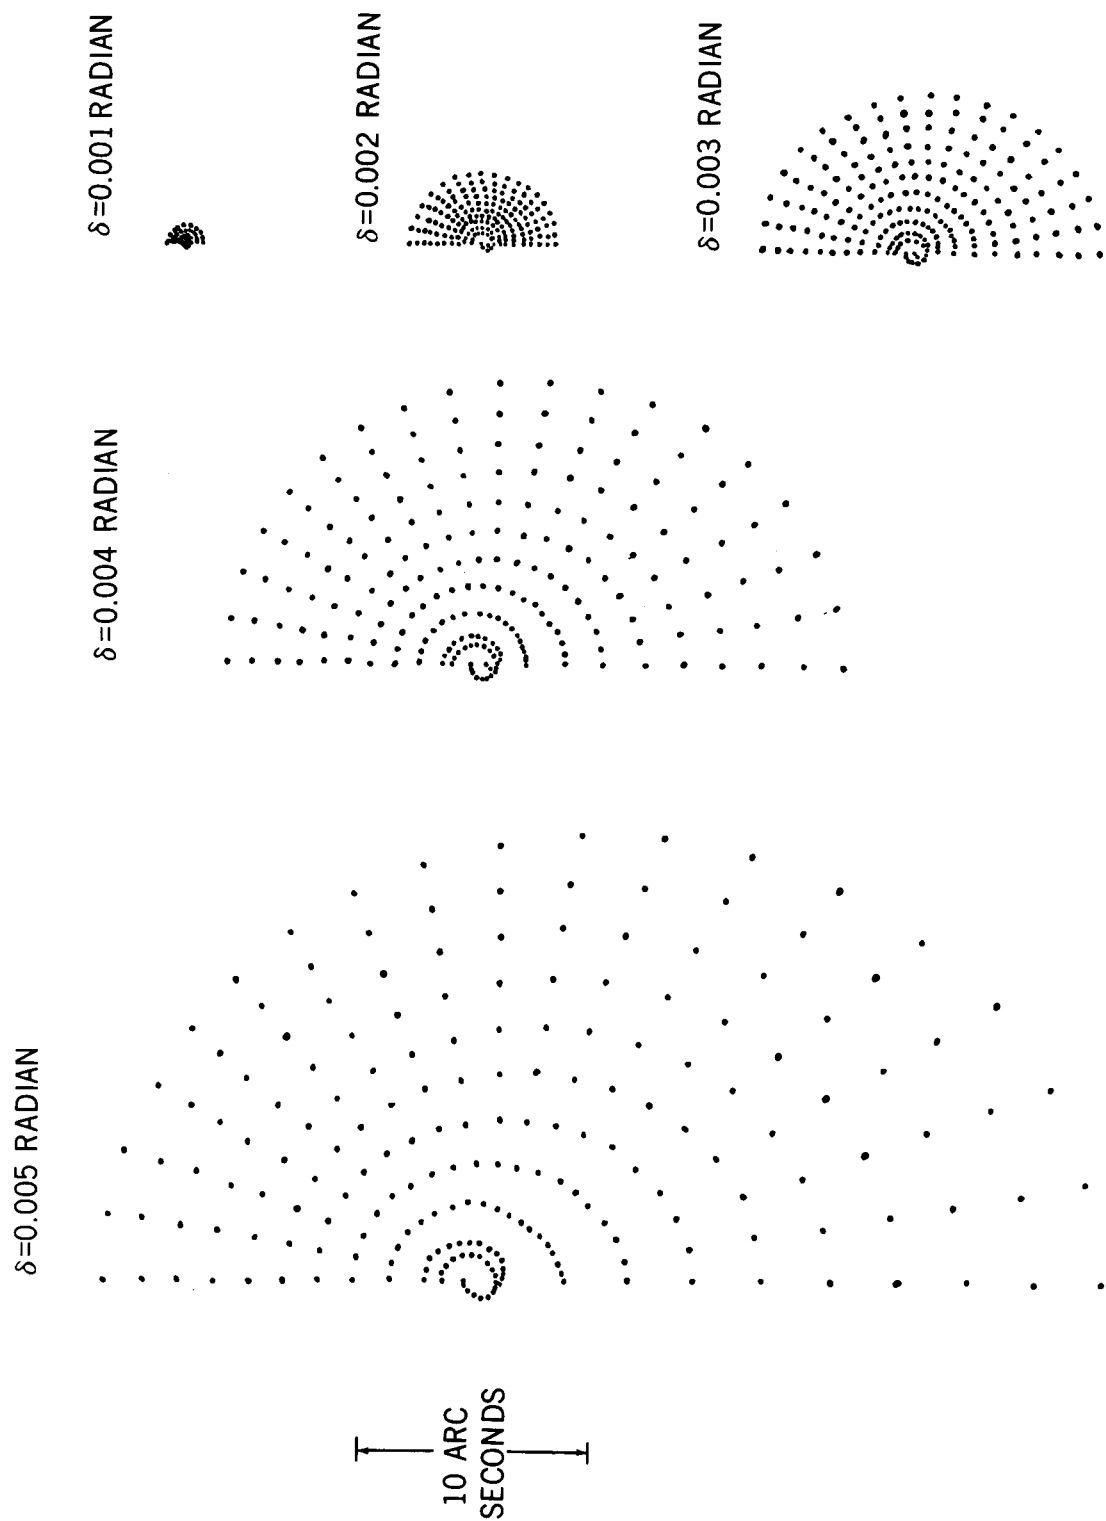 δ=0.001 RADIAN
δ=0.002 RADIAN
δ=0.003 RADIAN
δ=0.004 RADIAN
δ=0.005 RADIAN
10 ARC
SECONDS